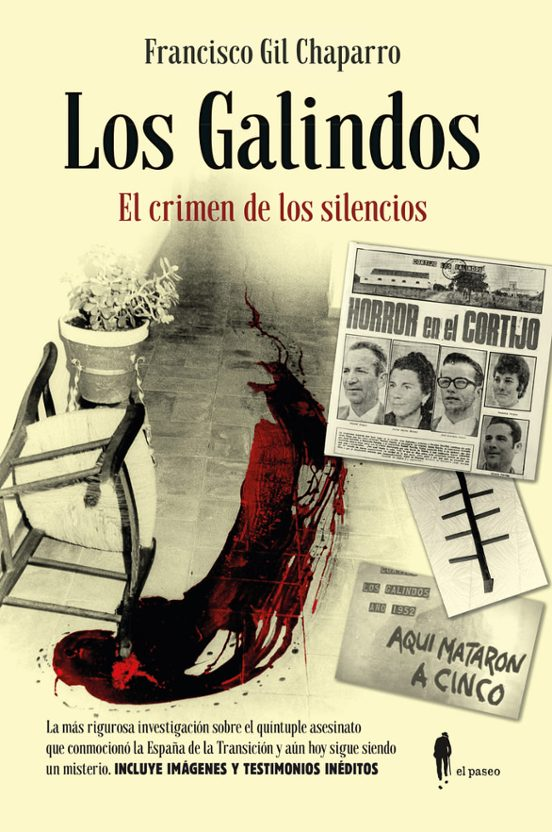 Francisco Gil Chaparro
Los Galindos
El crimen de los silencios
CORTIJO LOS GALINDOS
HORROR en el CORTIJO
LOS GALINDOS
AÑO 1952
AQUI MATARON
A CINCO
La más rigurosa investigación sobre el quíntuple asesinato
que conmocionó la España de la Transición y aún hoy sigue siendo
un misterio. INCLUYE IMÁGENES Y TESTIMONIOS INÉDITOS
el paseo